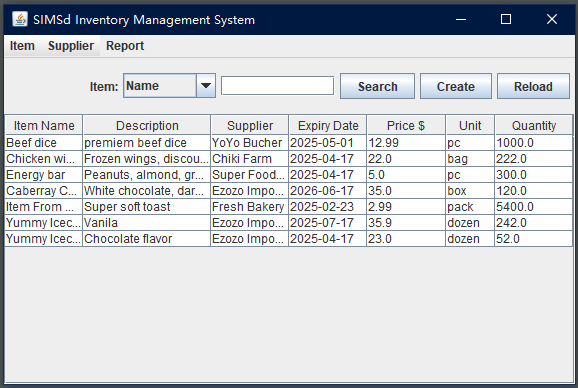 SIMSd Inventory Management System
Item Supplier Report
Item: Name Search Create Reload
Item Name Description Supplier Expiry Date Price $ Unit Quantity
Beef dice premiem beef dice YoYo Bucher 2025-05-01 12.99 pc 1000.0
Chicken wi... Frozen wings, discou... Chiki Farm 2025-04-17 22.0 bag 222.0
Energy bar Peanuts, almond, gr... Super Food... 2025-04-17 5.0 pc 300.0
Caberray C... White chocolate, dar... Ezozo Impo... 2026-06-17 35.0 box 120.0
Item From ... Super soft toast Fresh Bakery 2025-02-23 2.99 pack 5400.0
Yummy Icec... Vanila Ezozo Impo... 2025-07-17 35.9 dozen 242.0
Yummy Icec... Chocolate flavor Ezozo Impo... 2025-04-17 23.0 dozen 52.0